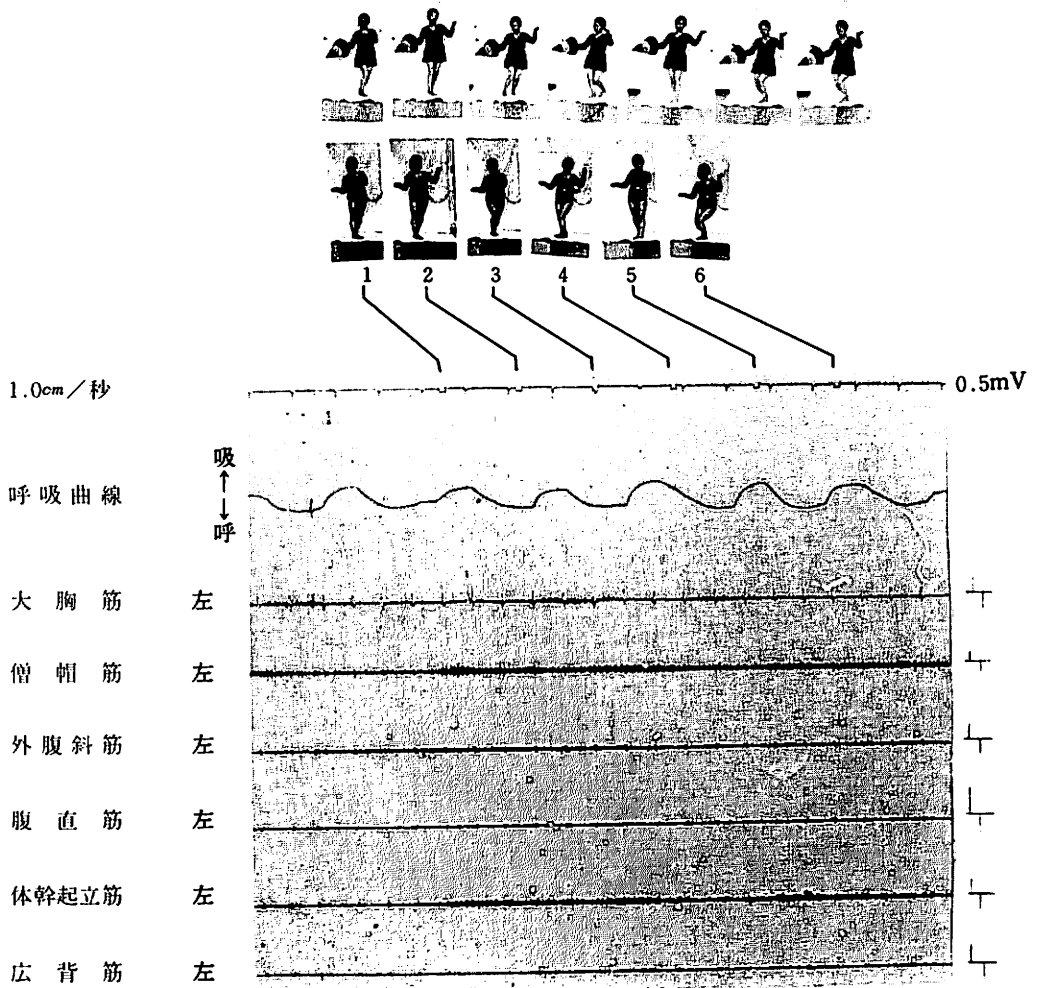 1 2 3 4 5 6
1.0cm/秒 0.5mV
吸
呼吸曲線
呼
大胸筋 左
僧帽筋 左
外腹斜筋 左
腹直筋 左
体幹起立筋 左
広背筋 左